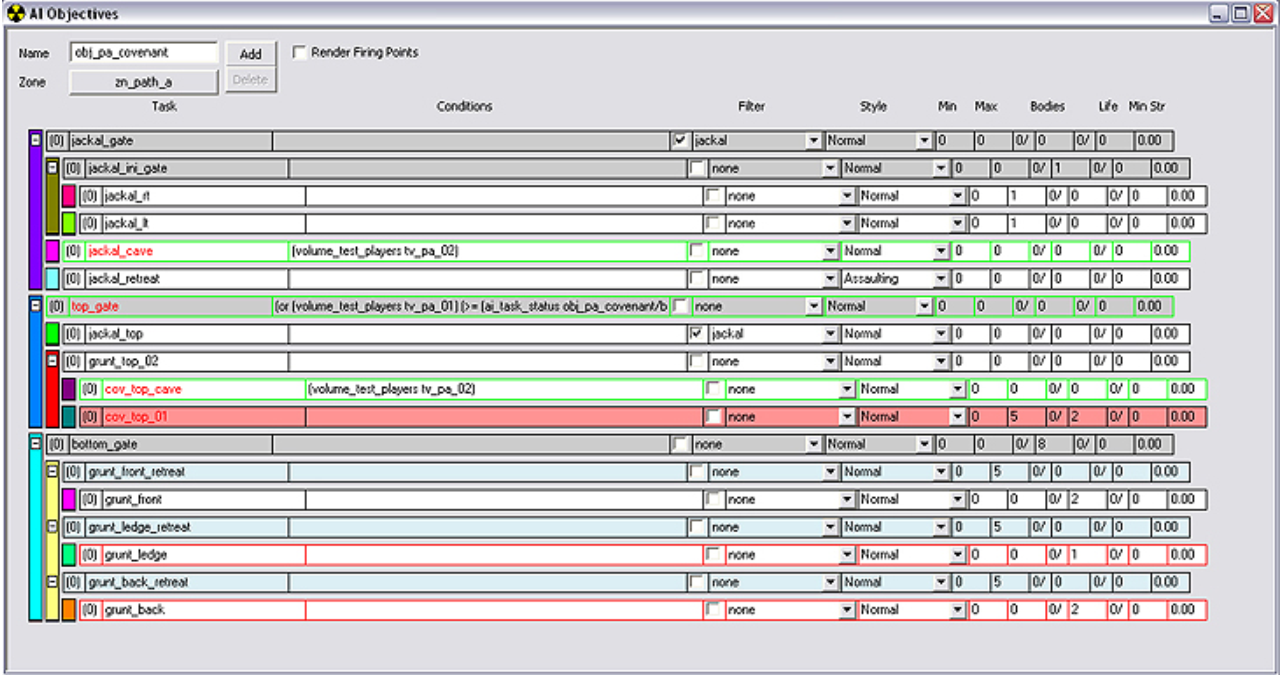 AI Objectives
Name obj_pa_covenant Add Render Firing Points
Zone zn_path_a Delete
Task Conditions Filter Style Min Max Bodies Life Min Str
(0) jackal_gate jackal Normal 0 0 0/ 0 0/ 0 0.00
(0) jackal_ini_gate none Normal 0 0 0/ 1 0/ 0 0.00
(0) jackal_rt none Normal 0 1 0/ 0 0/ 0 0.00
(0) jackal_lt none Normal 0 1 0/ 0 0/ 0 0.00
(0) jackal_cave (volume_test_players tv_pa_02) none Normal 0 0 0/ 0 0/ 0 0.00
(0) jackal_retreat none Assaulting 0 0 0/ 0 0/ 0 0.00
(0) top_gate (or (volume_test_players tv_pa_01) (>= (ai_task_status obj_pa_covenant/b none Normal 0 0 0/ 0 0/ 0 0.00
(0) jackal_top jackal Normal 0 0 0/ 0 0/ 0 0.00
(0) grunt_top_02 none Normal 0 0 0/ 0 0/ 0 0.00
(0) cov_top_cave (volume_test_players tv_pa_02) none Normal 0 0 0/ 0 0/ 0 0.00
(0) cov_top_01 none Normal 0 5 0/ 2 0/ 0 0.00
(0) bottom_gate none Normal 0 0 0/ 8 0/ 0 0.00
(0) grunt_front_retreat none Normal 0 5 0/ 0 0/ 0 0.00
(0) grunt_front none Normal 0 0 0/ 2 0/ 0 0.00
(0) grunt_ledge_retreat none Normal 0 5 0/ 0 0/ 0 0.00
(0) grunt_ledge none Normal 0 0 0/ 1 0/ 0 0.00
(0) grunt_back_retreat none Normal 0 5 0/ 0 0/ 0 0.00
(0) grunt_back none Normal 0 0 0/ 2 0/ 0 0.00